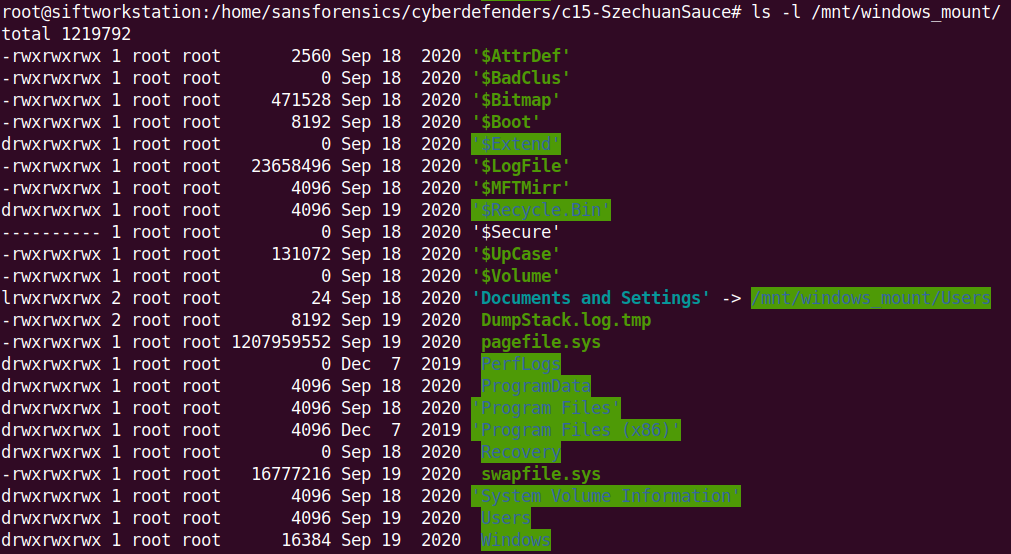 root@siftworkstation:/home/sansforensics/cyberdefenders/c15-SzechuanSauce# ls -l /mnt/windows_mount/
total 1219792
-rwxrwxrwx 1 root root       2560 Sep 18  2020 '$AttrDef'
-rwxrwxrwx 1 root root          0 Sep 18  2020 '$BadClus'
-rwxrwxrwx 1 root root     471528 Sep 18  2020 '$Bitmap'
-rwxrwxrwx 1 root root       8192 Sep 18  2020 '$Boot'
drwxrwxrwx 1 root root          0 Sep 18  2020 '$Extend'
-rwxrwxrwx 1 root root   23658496 Sep 18  2020 '$LogFile'
-rwxrwxrwx 1 root root       4096 Sep 18  2020 '$MFTMirr'
drwxrwxrwx 1 root root       4096 Sep 19  2020 '$Recycle.Bin'
---------- 1 root root          0 Sep 18  2020 '$Secure'
-rwxrwxrwx 1 root root     131072 Sep 18  2020 '$UpCase'
-rwxrwxrwx 1 root root          0 Sep 18  2020 '$Volume'
lrwxrwxrwx 2 root root         24 Sep 18  2020 'Documents and Settings' -> /mnt/windows_mount/Users
-rwxrwxrwx 2 root root       8192 Sep 19  2020  DumpStack.log.tmp
-rwxrwxrwx 1 root root 1207959552 Sep 19  2020  pagefile.sys
drwxrwxrwx 1 root root          0 Dec  7  2019  PerfLogs
drwxrwxrwx 1 root root       4096 Sep 18  2020  ProgramData
drwxrwxrwx 1 root root       4096 Sep 18  2020 'Program Files'
drwxrwxrwx 1 root root       4096 Dec  7  2019 'Program Files (x86)'
drwxrwxrwx 1 root root          0 Sep 18  2020  Recovery
-rwxrwxrwx 1 root root   16777216 Sep 19  2020  swapfile.sys
drwxrwxrwx 1 root root       4096 Sep 18  2020 'System Volume Information'
drwxrwxrwx 1 root root       4096 Sep 19  2020  Users
drwxrwxrwx 1 root root      16384 Sep 19  2020  Windows